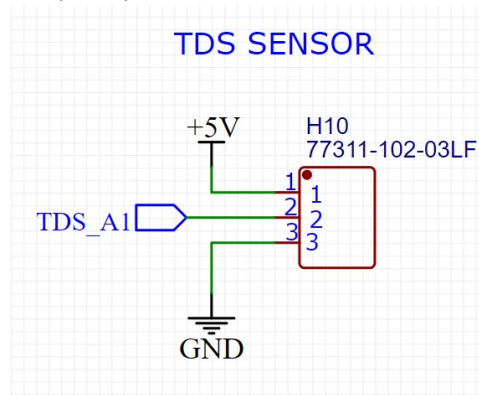 TDS SENSOR
+5V
H10
77311-102-03LF
1 1
TDS_A1 2 2
3 3
GND